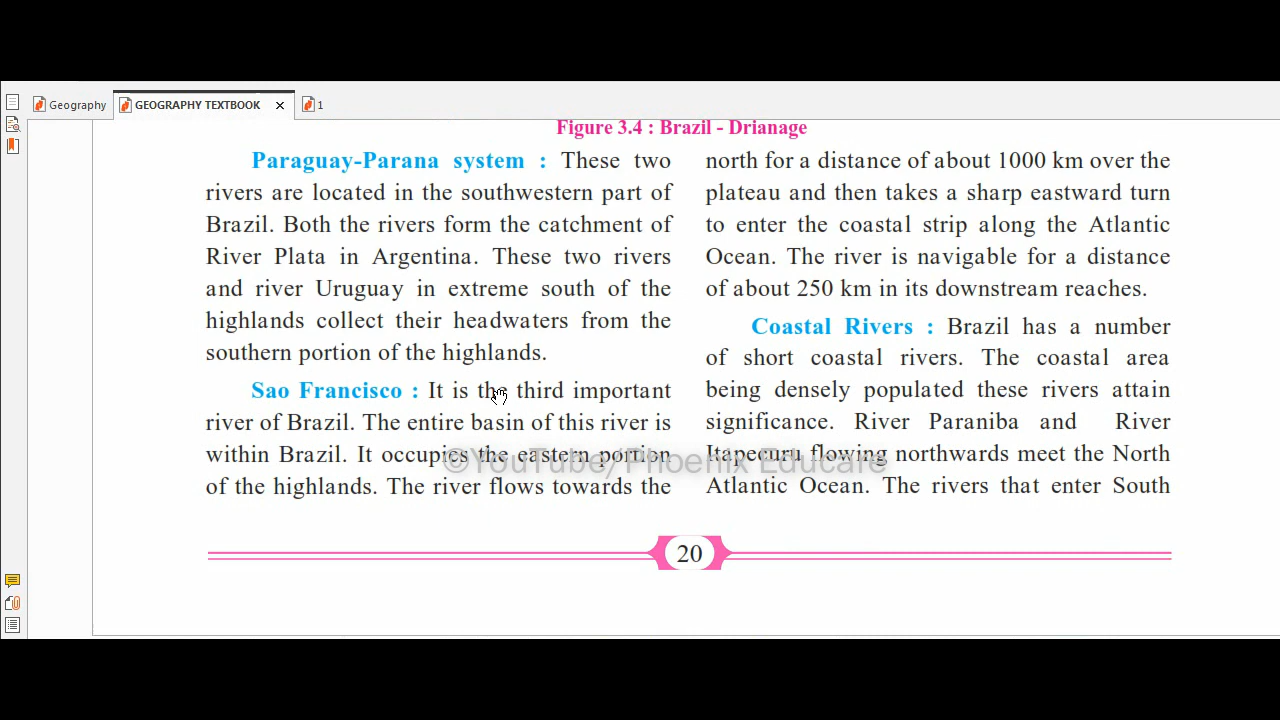 Geography
GEOGRAPHY TEXTBOOK
1
Figure 3.4 : Brazil - Drianage
Paraguay-Parana system : These two
rivers are located in the southwestern part of
Brazil. Both the rivers form the catchment of
River Plata in Argentina. These two rivers
and river Uruguay in extreme south of the
highlands collect their headwaters from the
southern portion of the highlands.
Sao Francisco : It is the third important
river of Brazil. The entire basin of this river is
within Brazil. It occupies the eastern portion
of the highlands. The river flows towards the
north for a distance of about 1000 km over the
plateau and then takes a sharp eastward turn
to enter the coastal strip along the Atlantic
Ocean. The river is navigable for a distance
of about 250 km in its downstream reaches.
Coastal Rivers : Brazil has a number
of short coastal rivers. The coastal area
being densely populated these rivers attain
significance. River Paraniba and River
Itapecuru flowing northwards meet the North
Atlantic Ocean. The rivers that enter South
©YouTube/ Phoenix Educare
20